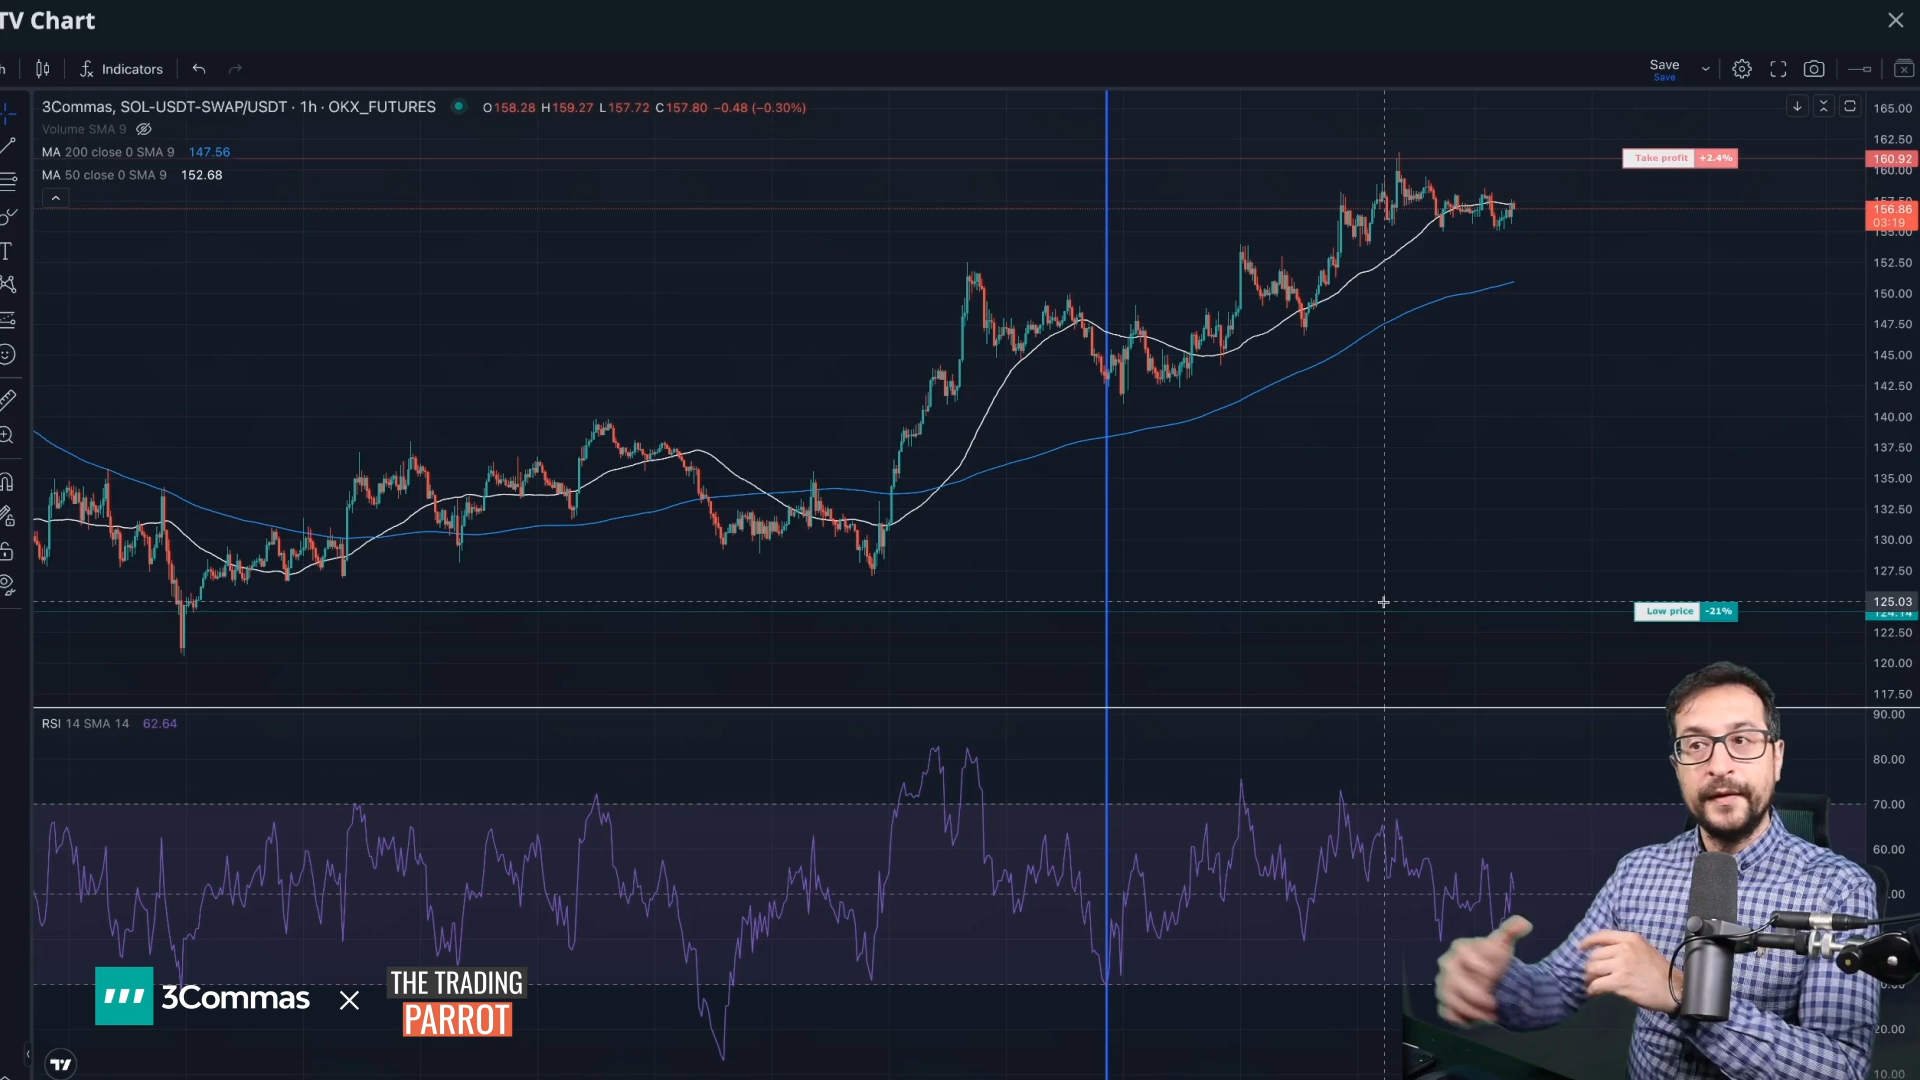 TV Chart
h Indicators Save
Save
3Commas, SOL-USDT-SWAP/USDT · 1h · OKX_FUTURES O158.28 H159.27 L157.72 C157.80 −0.48 (−0.30%)
Volume SMA 9
MA 200 close 0 SMA 9 147.56
MA 50 close 0 SMA 9 152.68
165.00
162.50
Take profit +2.4% 160.92
160.00
156.86
03:19
155.00
152.50
150.00
147.50
145.00
142.50
140.00
137.50
135.00
132.50
130.00
127.50
125.03
Low price -21% 124.14
122.50
120.00
117.50
RSI 14 SMA 14 62.64
90.00
80.00
70.00
60.00
20.00
10.00
3Commas × THE TRADING
PARROT